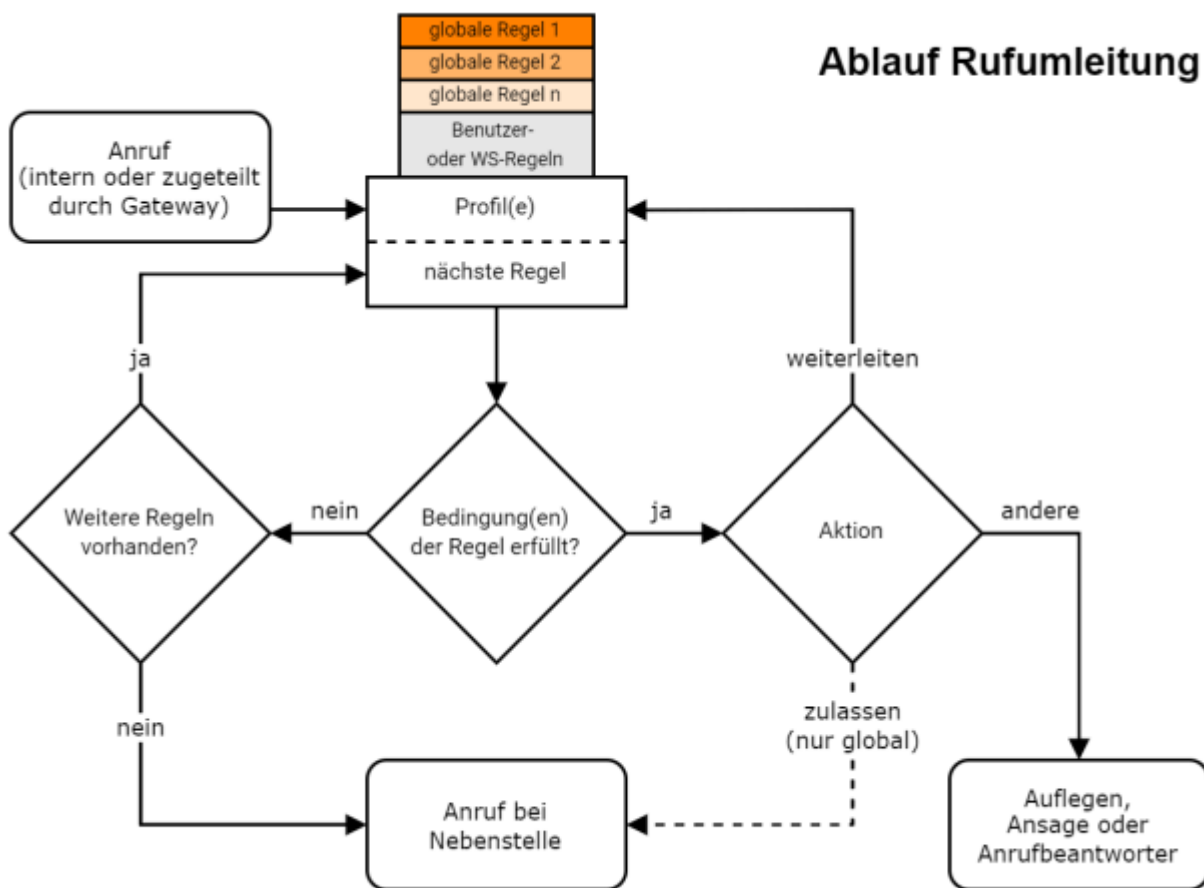 globale Regel 1
Ablauf Rufumleitung
globale Regel 2
globale Regel n
Benutzer-
oder WS-Regeln
Anruf
(intern oder zugeteilt
durch Gateway)
Profil(e)
nächste Regel
ja
weiterleiten
Weitere Regeln
vorhanden?
nein
Bedingung(en)
der Regel erfüllt?
ja
Aktion
andere
nein
zulassen
(nur global)
Anruf bei
Nebenstelle
Auflegen,
Ansage oder
Anrufbeantworter